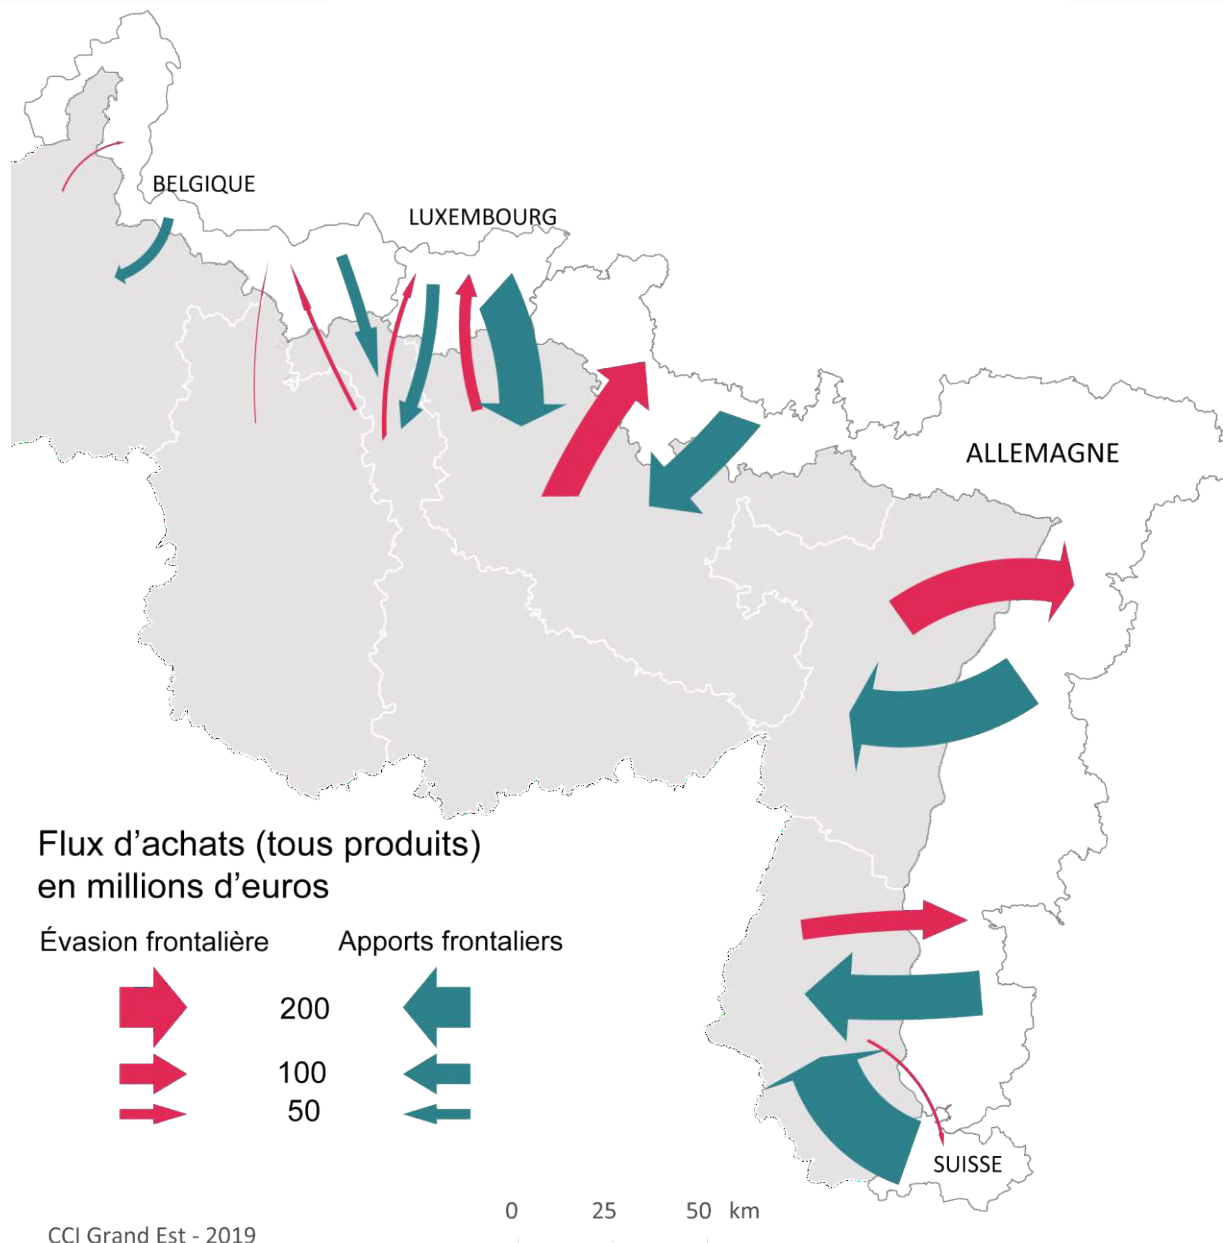 BELGIQUE
LUXEMBOURG
ALLEMAGNE
Flux d'achats (tous produits)
en millions d'euros
Évasion frontalière
Apports frontaliers
200
100
50
SUISSE
0 25 50 km
CCI Grand Est - 2019